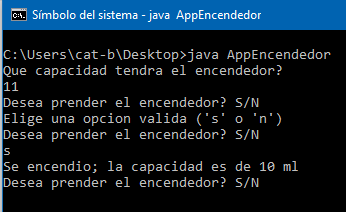 Símbolo del sistema - java AppEncendedor
C:\Users\cat-b\Desktop>java AppEncendedor
Que capacidad tendra el encendedor?
11
Desea prender el encendedor? S/N
Elige una opcion valida ('s' o 'n')
Desea prender el encendedor? S/N
s
Se encendio; la capacidad es de 10 ml
Desea prender el encendedor? S/N